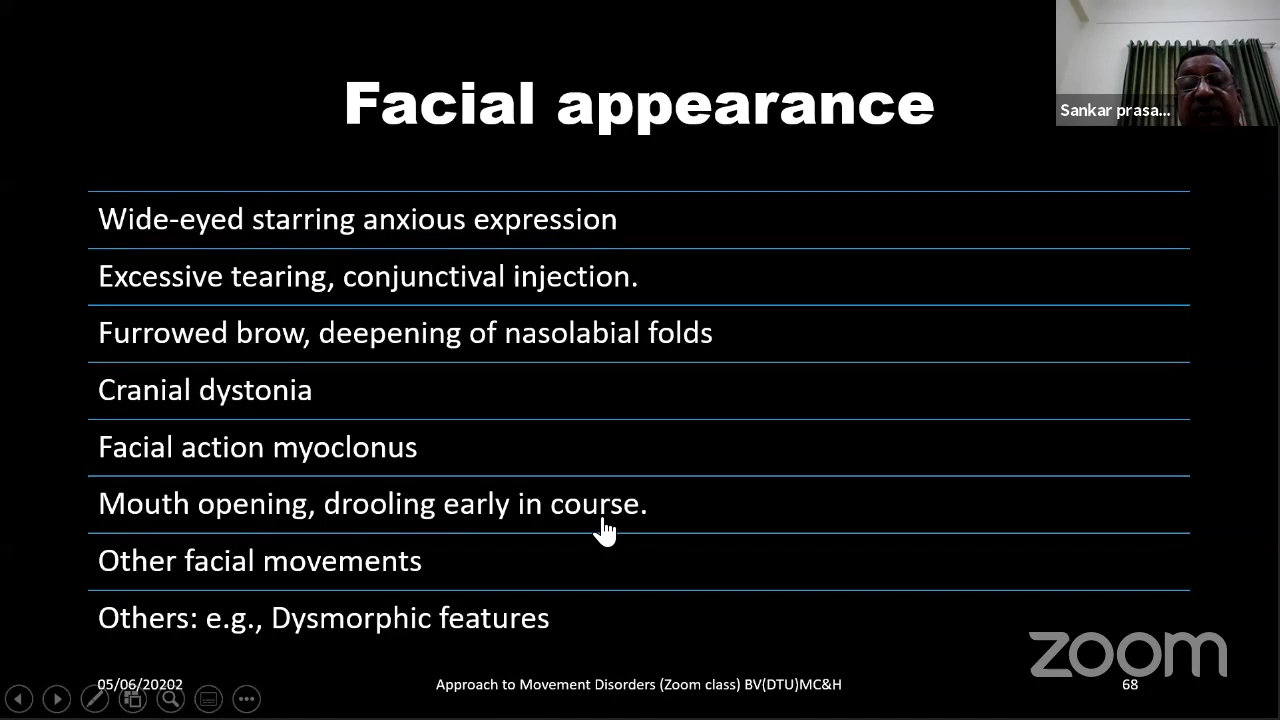 Facial appearance
Sankar prasa...
Wide-eyed starring anxious expression
Excessive tearing, conjunctival injection.
Furrowed brow, deepening of nasolabial folds
Cranial dystonia
Facial action myoclonus
Mouth opening, drooling early in course.
Other facial movements
Others: e.g., Dysmorphic features
zoom
05/06/20202
Approach to Movement Disorders (Zoom class) BV(DTU)MC&H
68